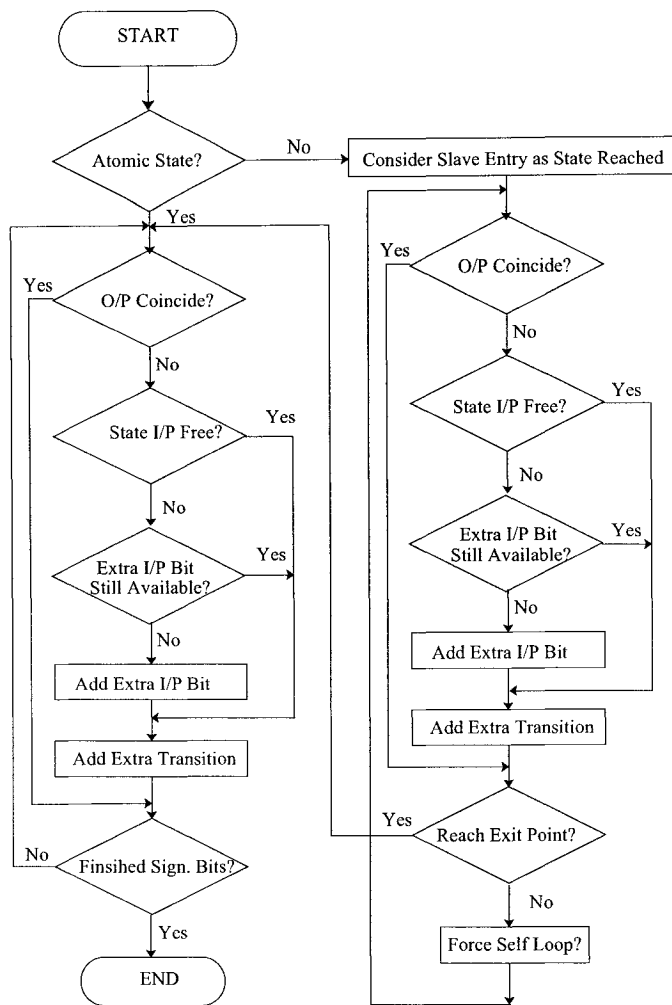 START
Atomic State?
No
Consider Slave Entry as State Reached
Yes
Yes
O/P Coincide?
No
State I/P Free?
Yes
No
Extra I/P Bit
Still Available?
Yes
No
Add Extra I/P Bit
Add Extra Transition
No
Finsihed Sign. Bits?
Yes
END
Yes
O/P Coincide?
No
State I/P Free?
Yes
No
Extra I/P Bit
Still Available?
Yes
No
Add Extra I/P Bit
Add Extra Transition
Yes
Reach Exit Point?
No
Force Self Loop?